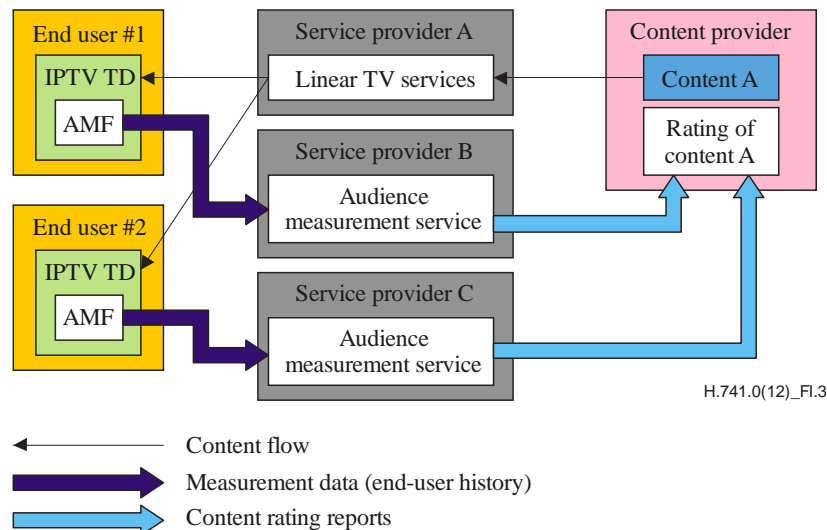 End user #1
IPTV TD
AMF
Service provider A
Linear TV services
Content provider
Content A
Rating of
content A
Service provider B
Audience
measurement service
End user #2
IPTV TD
AMF
Service provider C
Audience
measurement service
H.741.0(12)_FI.3
Content flow
Measurement data (end-user history)
Content rating reports